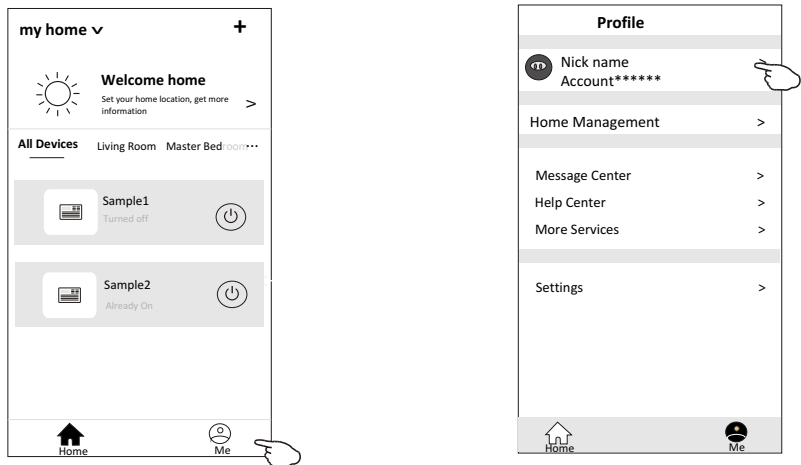 my home ∨ +
Welcome home
Set your home location, get more
information >
All Devices Living Room Master Bedroom···
Sample1
Turned off
Sample2
Already On
Home Me
Profile
Nick name
Account******
Home Management >
Message Center >
Help Center >
More Services >
Settings >
Home Me